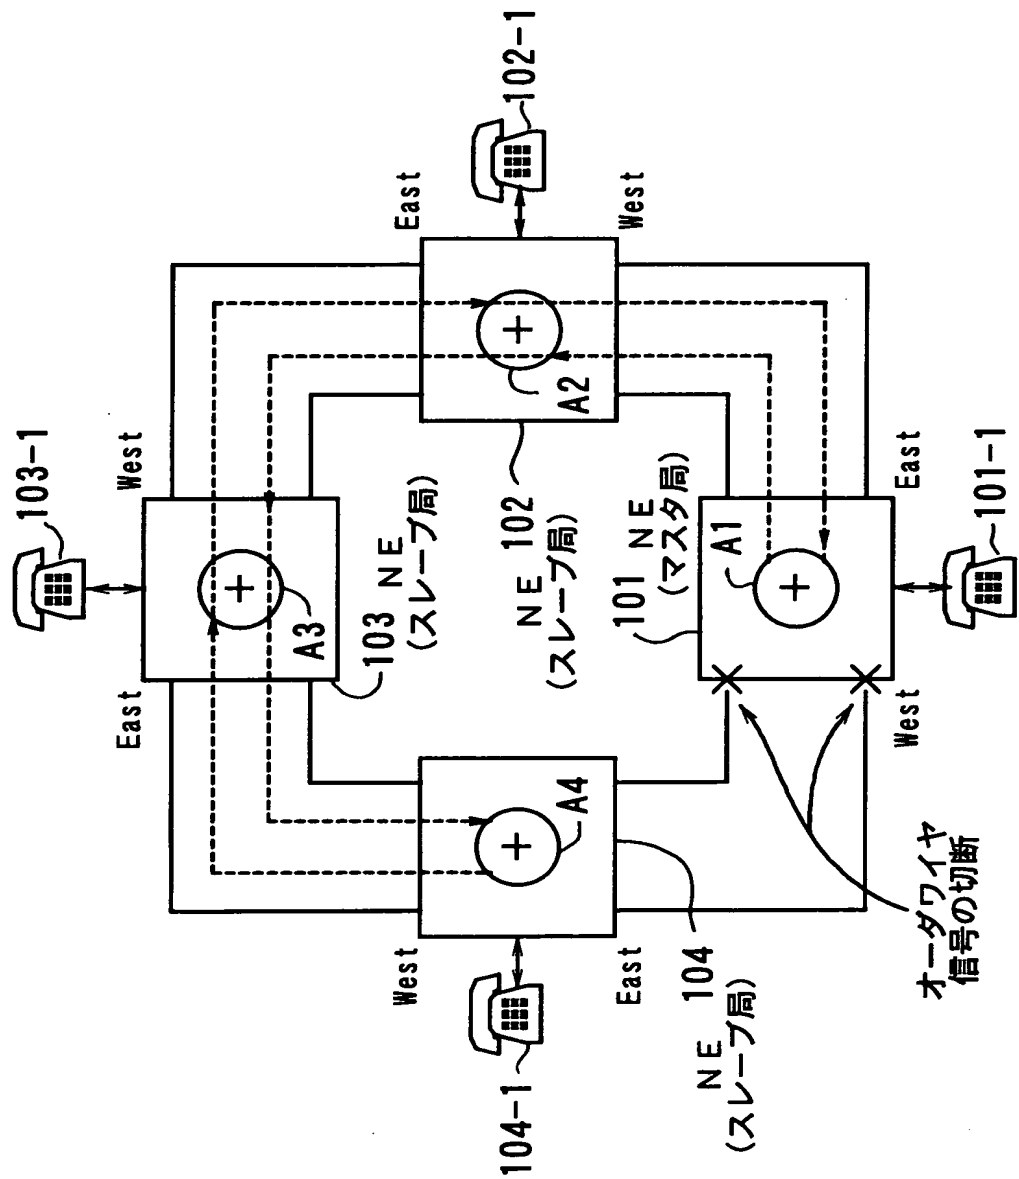 102-1
East
West
A2
102
NE
(スレーブ局)
103-1
West
East
A3
103
NE
(スレーブ局)
101
NE
(マスタ局)
A1
East
West
101-1
West
East
A4
104
NE
(スレーブ局)
104-1
オーダワイヤ
信号の切断